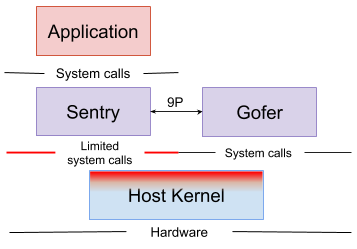 Application
System calls
Sentry
9P
Gofer
Limited
system calls
System calls
Host Kernel
Hardware